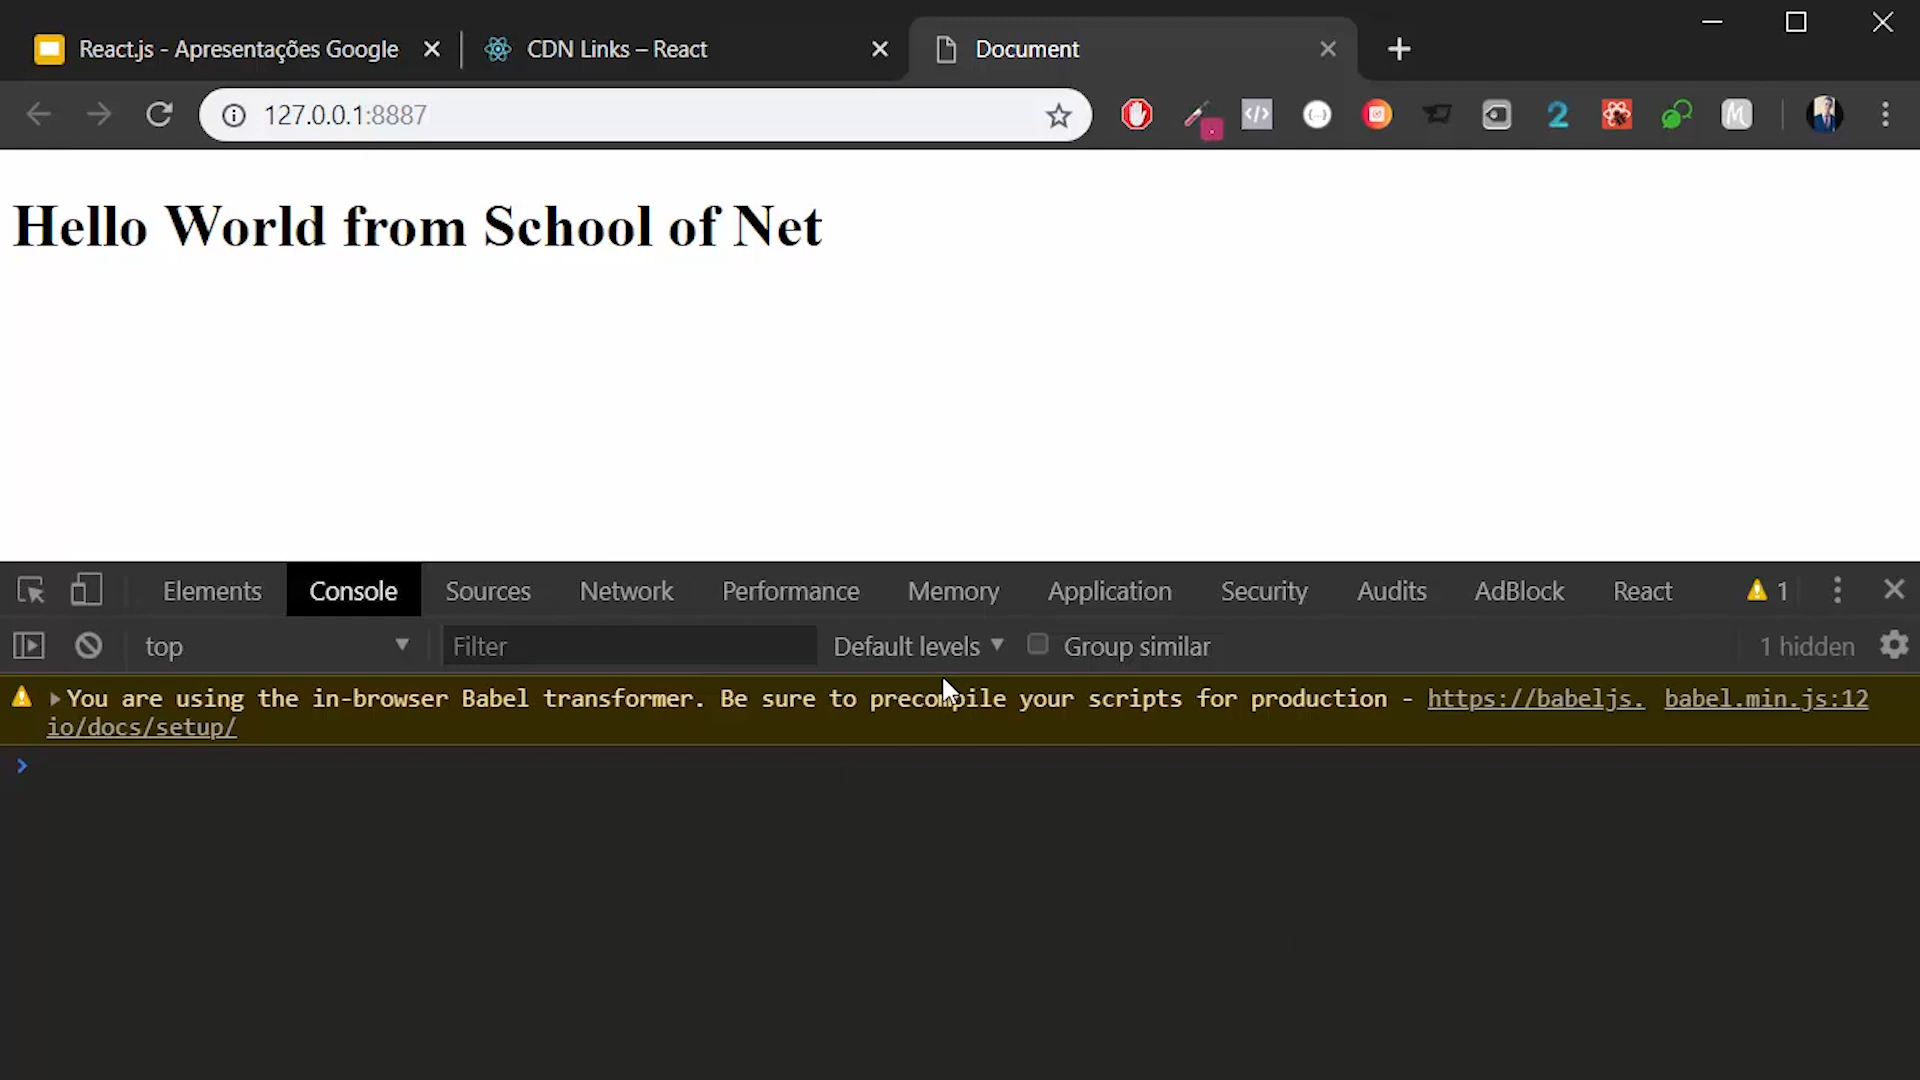 React.js - Apresentações Google
CDN Links – React
Document
127.0.0.1:8887
2
Hello World from School of Net
Elements
Console
Sources
Network
Performance
Memory
Application
Security
Audits
AdBlock
React
1
top
Filter
Default levels
Group similar
1 hidden
You are using the in-browser Babel transformer. Be sure to precompile your scripts for production - https://babeljs. babel.min.js:12
io/docs/setup/